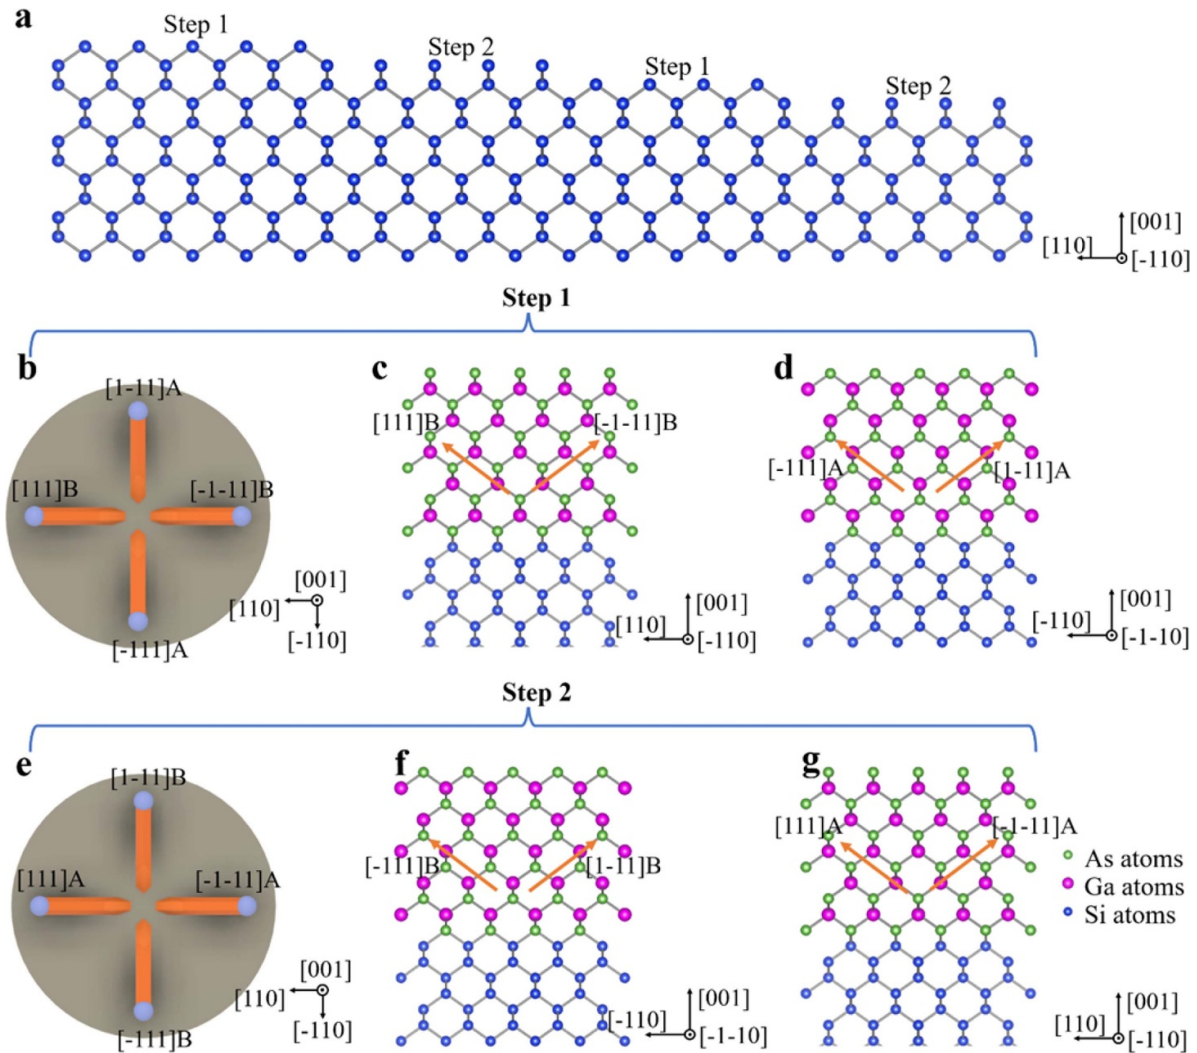 a
Step 1
Step 2
Step 1
Step 2
[001]
[110]
[-110]
Step 1
b
[1-11]A
[111]B
[-1-11]B
[-111]A
[001]
[110]
[-110]
c
[111]B
[-1-11]B
[001]
[110]
[-110]
d
[-111]A
[1-11]A
[001]
[-110]
[-1-10]
Step 2
e
[1-11]B
[111]A
[-1-11]A
[-111]B
[001]
[110]
[-110]
f
[-111]B
[1-11]B
[001]
[-110]
[-1-10]
g
[111]A
[-1-11]A
As atoms
Ga atoms
Si atoms
[001]
[110]
[-110]